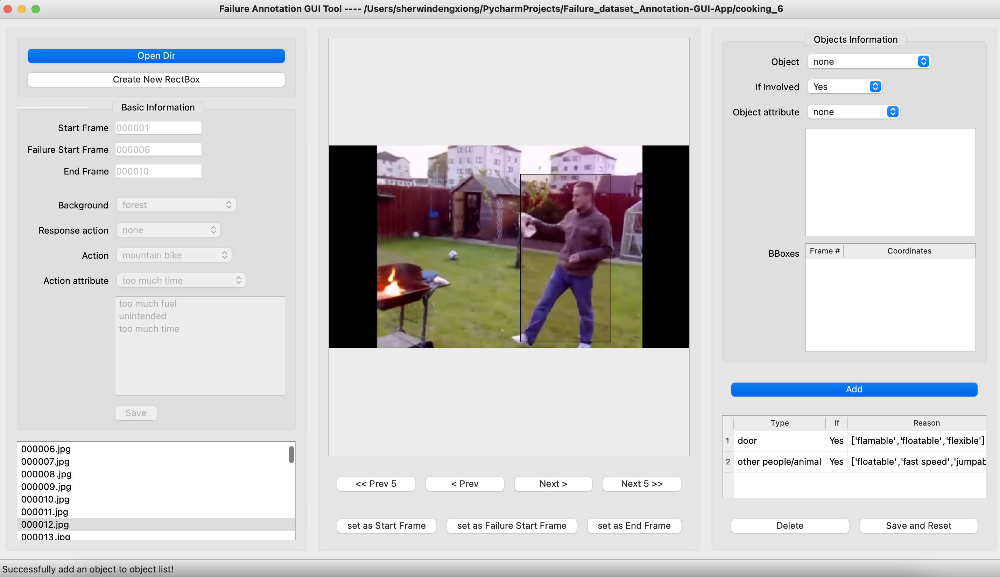 Failure Annotation GUI Tool ---- /Users/sherwindengxiong/PycharmProjects/Failure_dataset_Annotation-GUI-App/cooking_6
Open Dir
Create New RectBox
Basic Information
Start Frame 000001
Failure Start Frame 000006
End Frame 000010
Background forest
Response action none
Action mountain bike
Action attribute too much time
too much fuel
unintended
too much time
Save
000006.jpg
000007.jpg
000008.jpg
000009.jpg
000010.jpg
000011.jpg
000012.jpg
000013.jpg
<< Prev 5 < Prev Next > Next 5 >>
set as Start Frame set as Failure Start Frame set as End Frame
Objects Information
Object none
If Involved Yes
Object attribute none
BBoxes Frame # Coordinates
Add
Type If Reason
1 door Yes ['flamable','floatable','flexible']
2 other people/animal Yes ['floatable','fast speed','jumpab
Delete Save and Reset
Successfully add an object to object list!